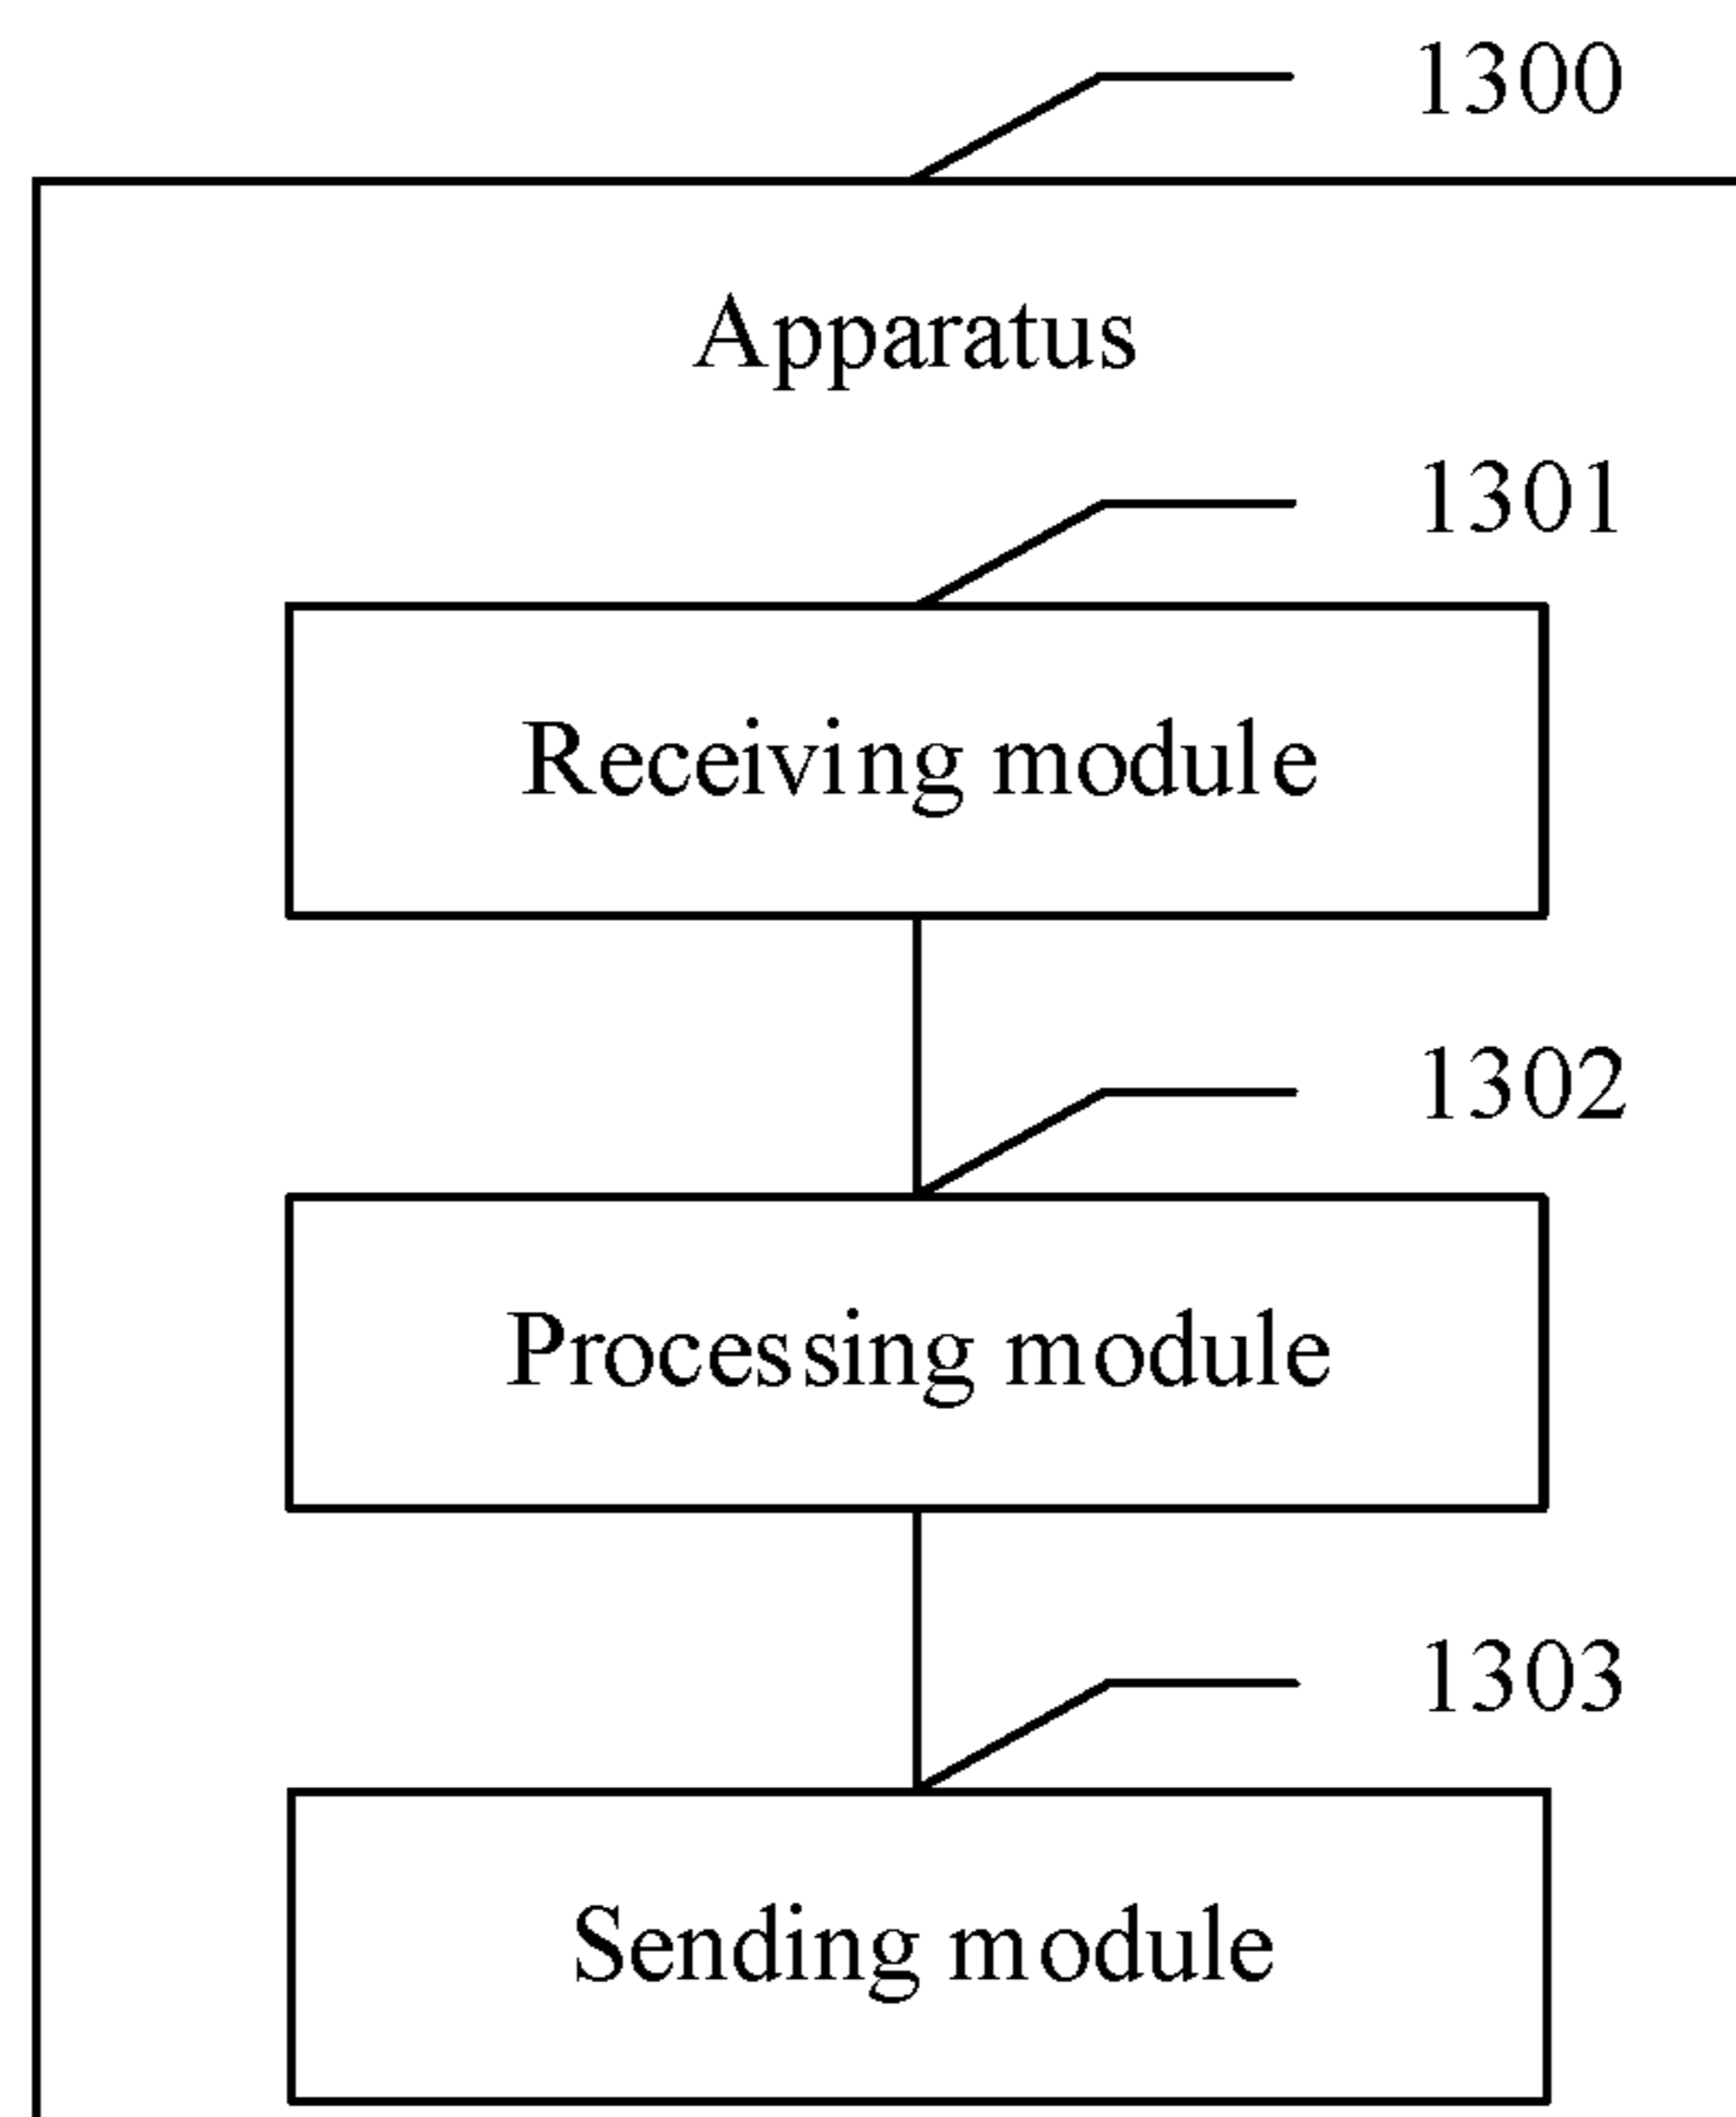 1300
Apparatus
1301
Receiving module
1302
Processing module
1303
Sending module